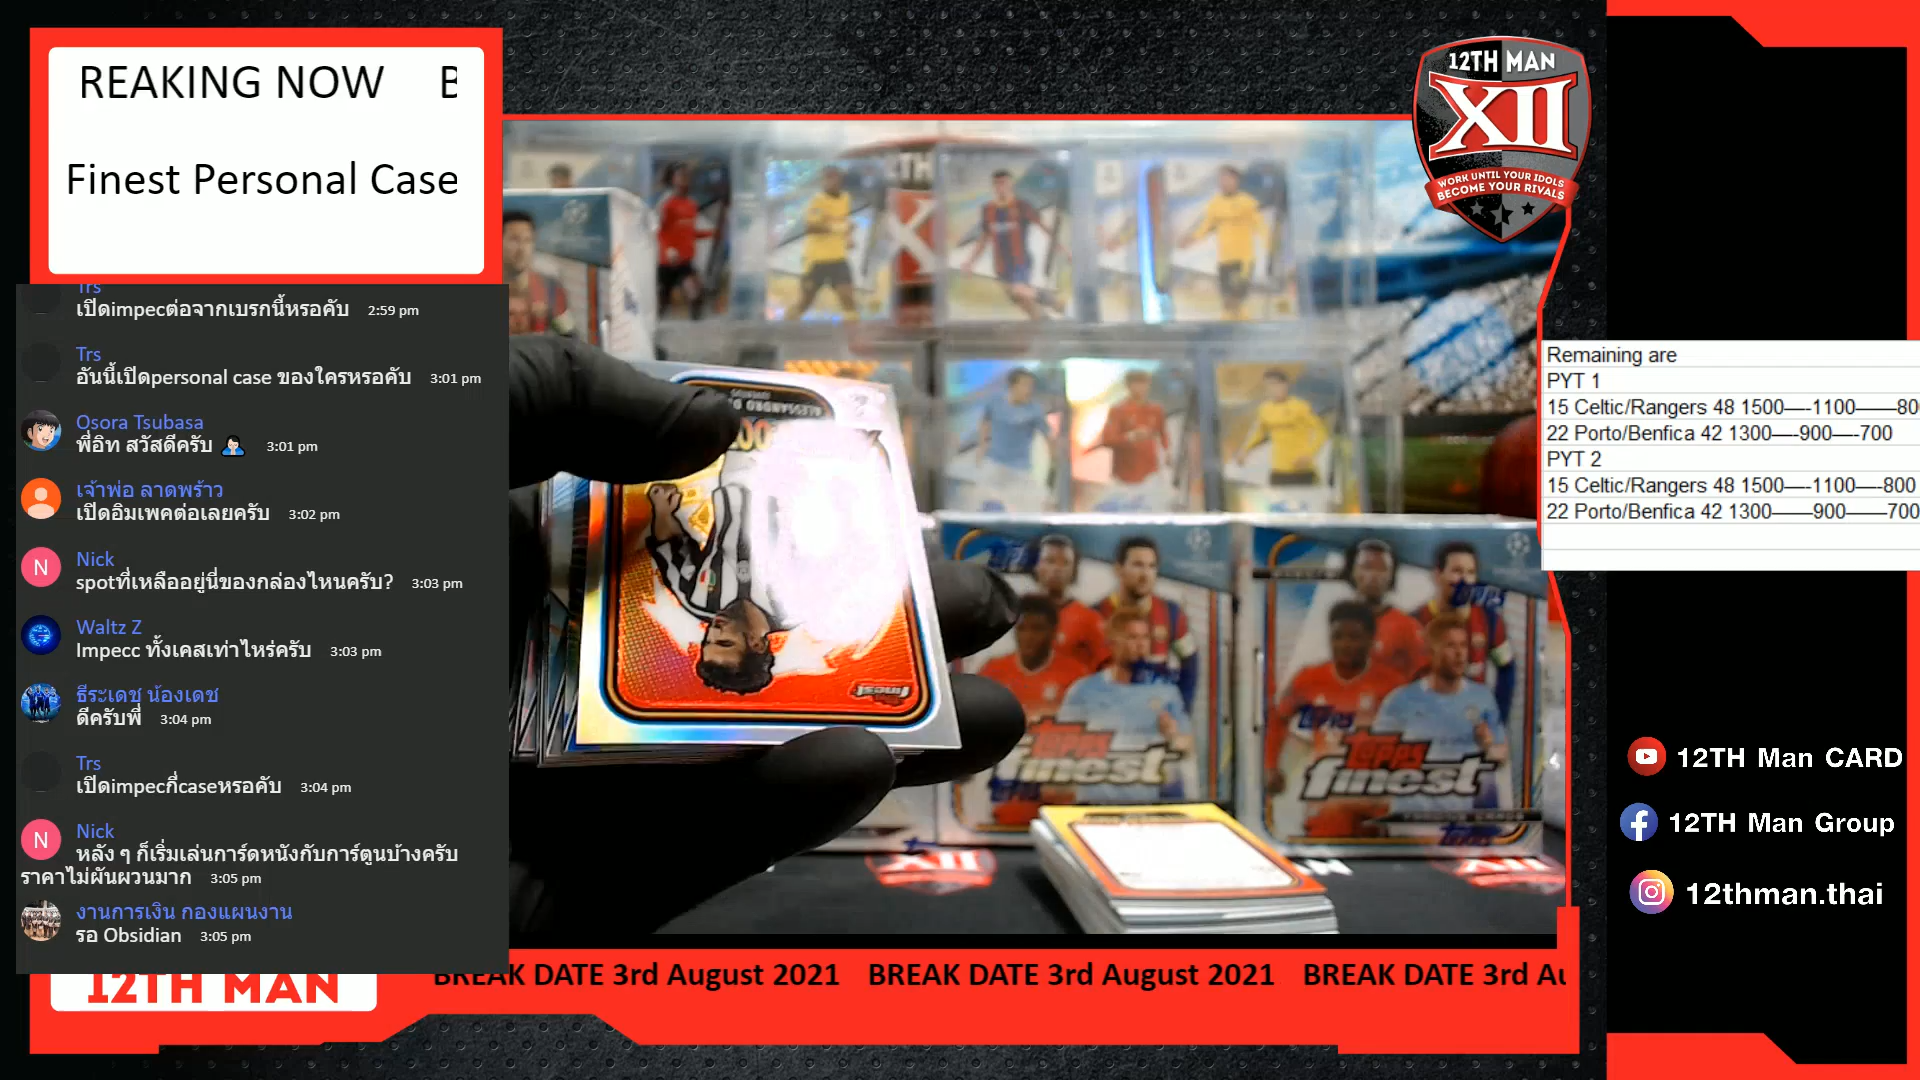 REAKING NOW B
Finest Personal Case
Trs
เปิดimpecต่อจากเบรกนี้หรอคับ 2:59 pm
Trs
อันนี้เปิดpersonal case ของใครหรอคับ 3:01 pm
Osora Tsubasa
พี่อิท สวัสดีครับ 3:01 pm
เจ้าพ่อ ลาดพร้าว
เปิดอิมเพคต่อเลยครับ 3:02 pm
N
Nick
spotที่เหลืออยู่นี่ของกล่องไหนครับ? 3:03 pm
Waltz Z
Impecc ทั้งเคสเท่าไหร่ครับ 3:03 pm
ธีระเดช น้องเดช
ดีครับพี่ 3:04 pm
Trs
เปิดimpecกี่caseหรอคับ 3:04 pm
N
Nick
หลัง ๆ ก็เริ่มเล่นการ์ดหนังกับการ์ตูนบ้างครับ
ราคาไม่ผันผวนมาก 3:05 pm
งานการเงิน กองแผนงาน
รอ Obsidian 3:05 pm
12TH MAN
BREAK DATE 3rd August 2021 BREAK DATE 3rd August 2021 BREAK DATE 3rd Au
12TH MAN
XII
WORK UNTIL YOUR IDOLS
BECOME YOUR RIVALS
ALESSANDRO
Finest
Topps
finest
Topps
finest
Remaining are
PYT 1
15 Celtic/Rangers 48 1500—-1100——80
22 Porto/Benfica 42 1300—-900—-700
PYT 2
15 Celtic/Rangers 48 1500—-1100—-800
22 Porto/Benfica 42 1300——900——700
12TH Man CARD
12TH Man Group
12thman.thai